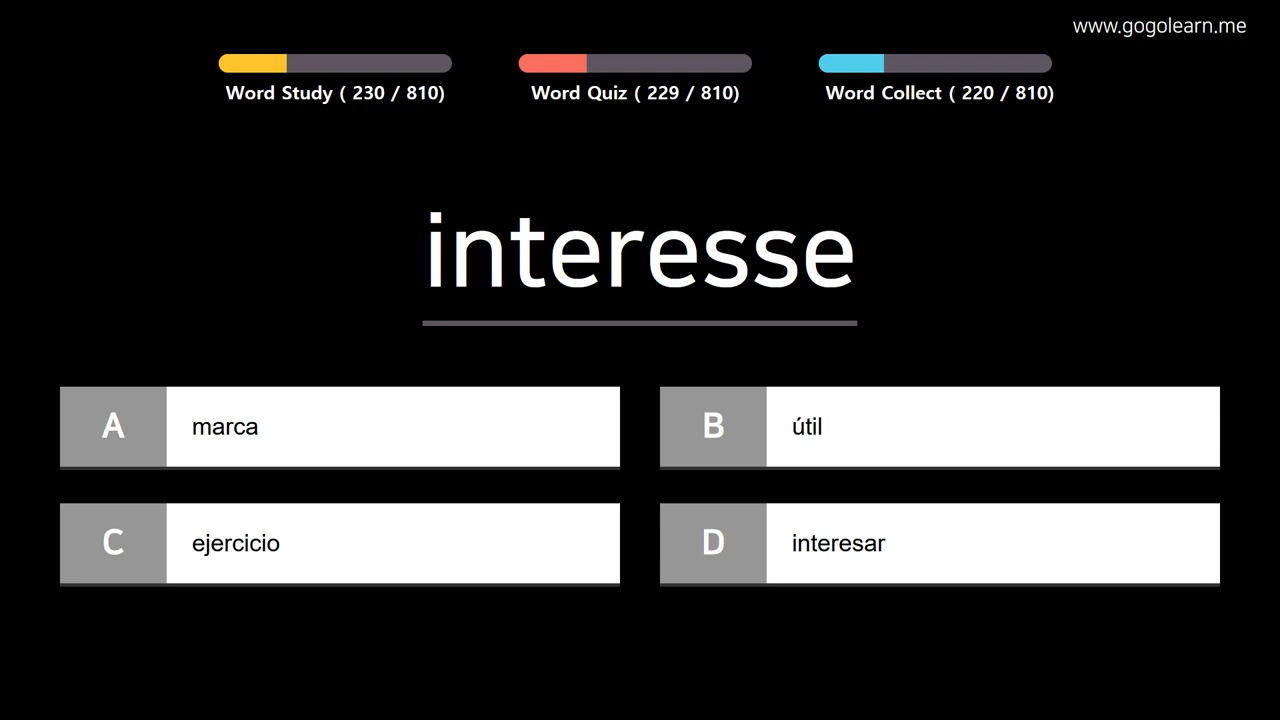 www.gogolearn.me
Word Study ( 230 / 810)
Word Quiz ( 229 / 810)
Word Collect ( 220 / 810)
interesse
A
marca
B
útil
C
ejercicio
D
interesar